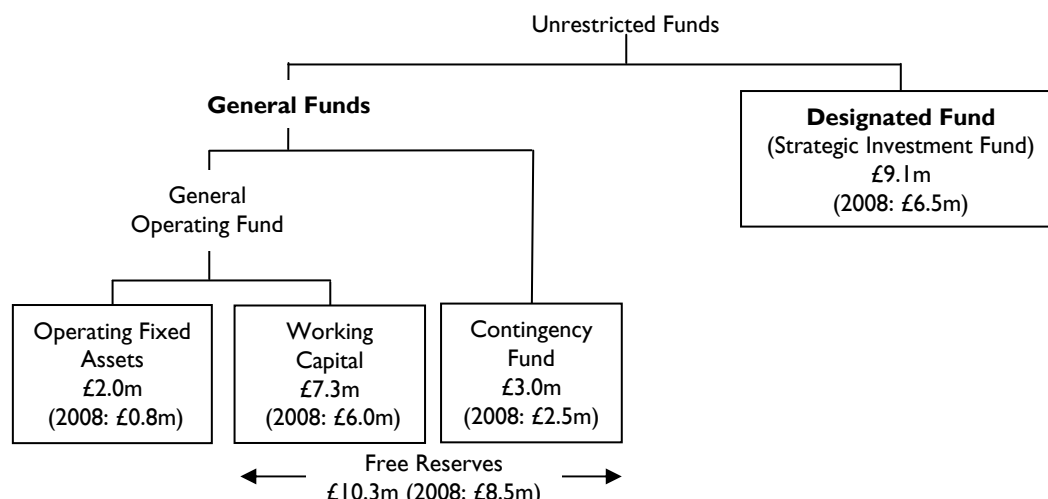 Unrestricted Funds
General Funds
Designated Fund
(Strategic Investment Fund)
£9.1m
(2008: £6.5m)
General
Operating Fund
Operating Fixed
Assets
£2.0m
(2008: £0.8m)
Working
Capital
£7.3m
(2008: £6.0m)
Contingency
Fund
£3.0m
(2008: £2.5m)
Free Reserves
£10.3m (2008: £8.5m)